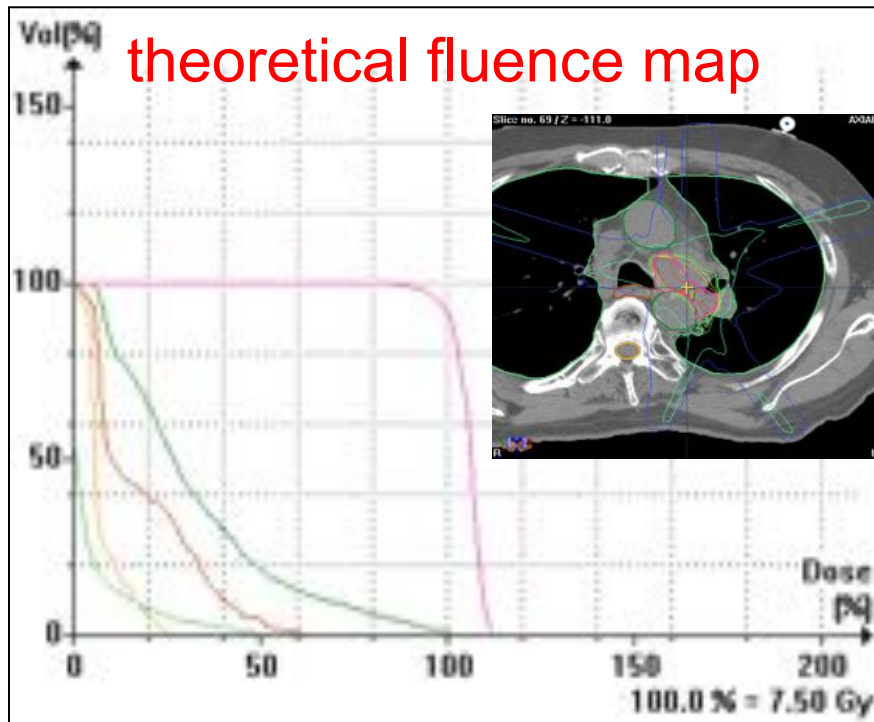 Vol[%]
theoretical fluence map
150
Slice no. 69 / Z = -111.0
AXIAL
100
50
R
Dose
[%]
0
0
50
100
150
200
100.0 % = 7.50 Gy